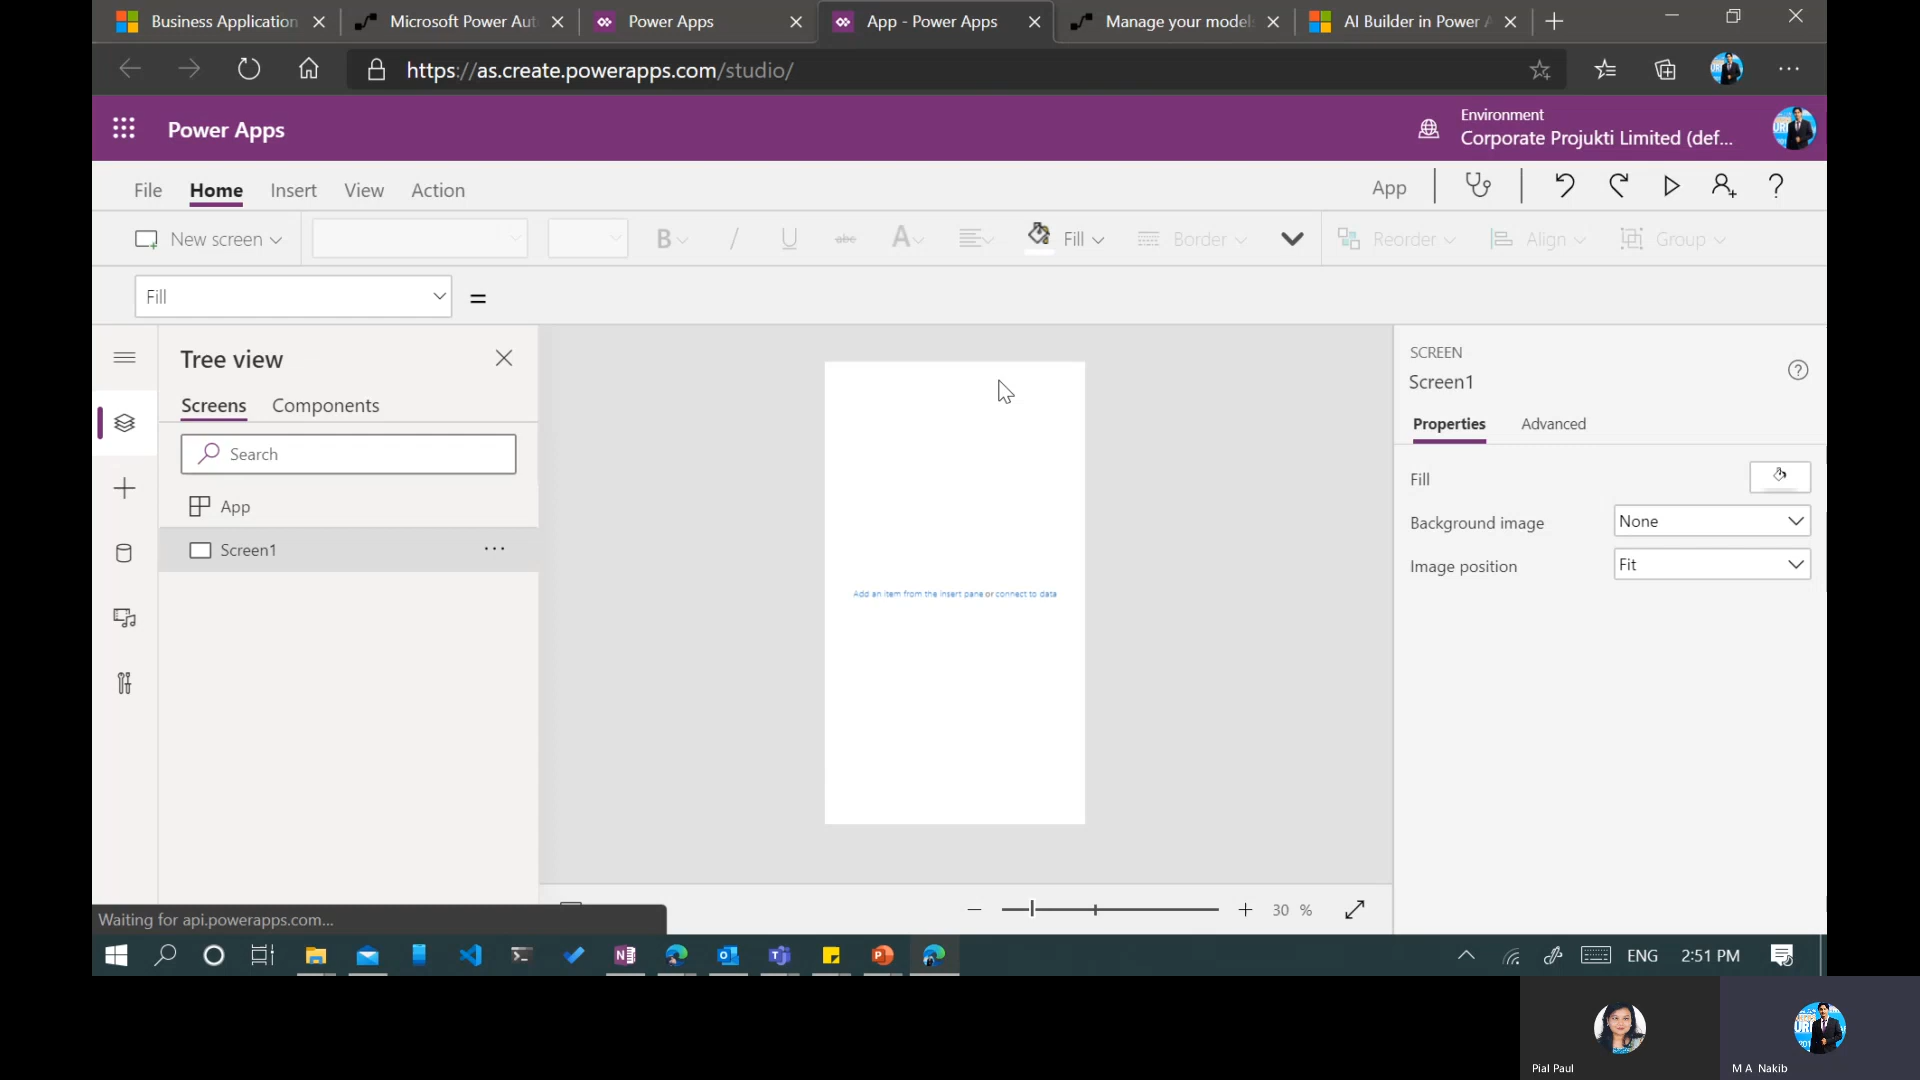 Business Application
Microsoft Power Aut
Power Apps
App - Power Apps
Manage your models
AI Builder in Power A
https://as.create.powerapps.com/studio/
Power Apps
Environment
Corporate Projukti Limited (def...
File
Home
Insert
View
Action
App
New screen
B
/
U
abc
A
Fill
Border
Reorder
Align
Group
Fill
=
Tree view
Screens
Components
Search
App
Screen1
Add an item from the insert pane or connect to data
SCREEN
Screen1
Properties
Advanced
Fill
Background image
None
Image position
Fit
30 %
Waiting for api.powerapps.com...
ENG
2:51 PM
Pial Paul
M A Nakib